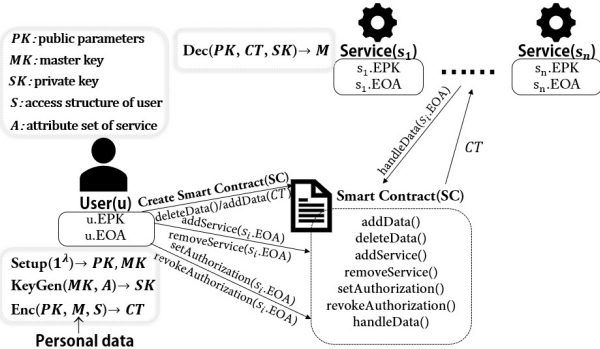 PK: public parameters
MK: master key
SK: private key
S: access structure of user
A: attribute set of service
Dec(PK, CT, SK)→ M
Service(s1)
s1.EPK
s1.EOA
......
Service(sn)
sn.EPK
sn.EOA
handleData(si.EOA)
CT
User(u)
u.EPK
u.EOA
Create Smart Contract(SC)
deleteData()/addData(CT)
addService(si.EOA)
removeService(si.EOA)
setAuthorization(si.EOA)
revokeAuthorization(si.EOA)
Smart Contract(SC)
addData()
deleteData()
addService()
removeService()
setAuthorization()
revokeAuthorization()
handleData()
Setup(1^λ)→ PK, MK
KeyGen(MK, A)→ SK
Enc(PK, M, S)→ CT
Personal data